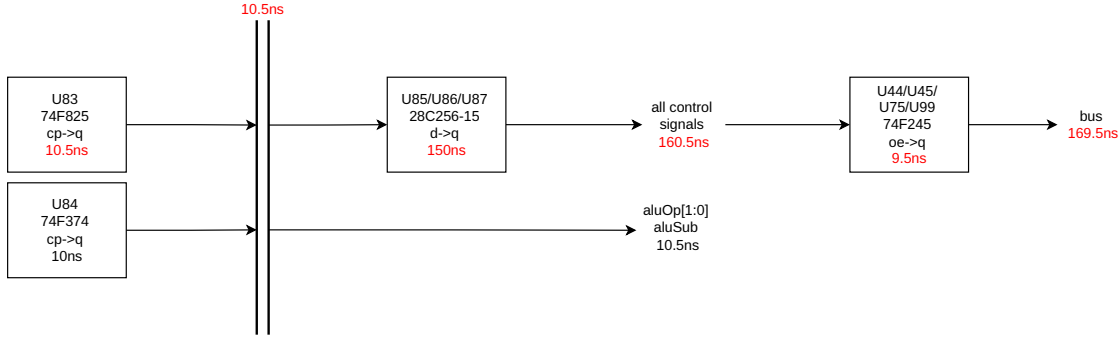 10.5ns
U83
74F825
cp->q
10.5ns
U85/U86/U87
28C256-15
d->q
150ns
all control
signals
160.5ns
U44/U45/
U75/U99
74F245
oe->q
9.5ns
bus
169.5ns
U84
74F374
cp->q
10ns
aluOp[1:0]
aluSub
10.5ns